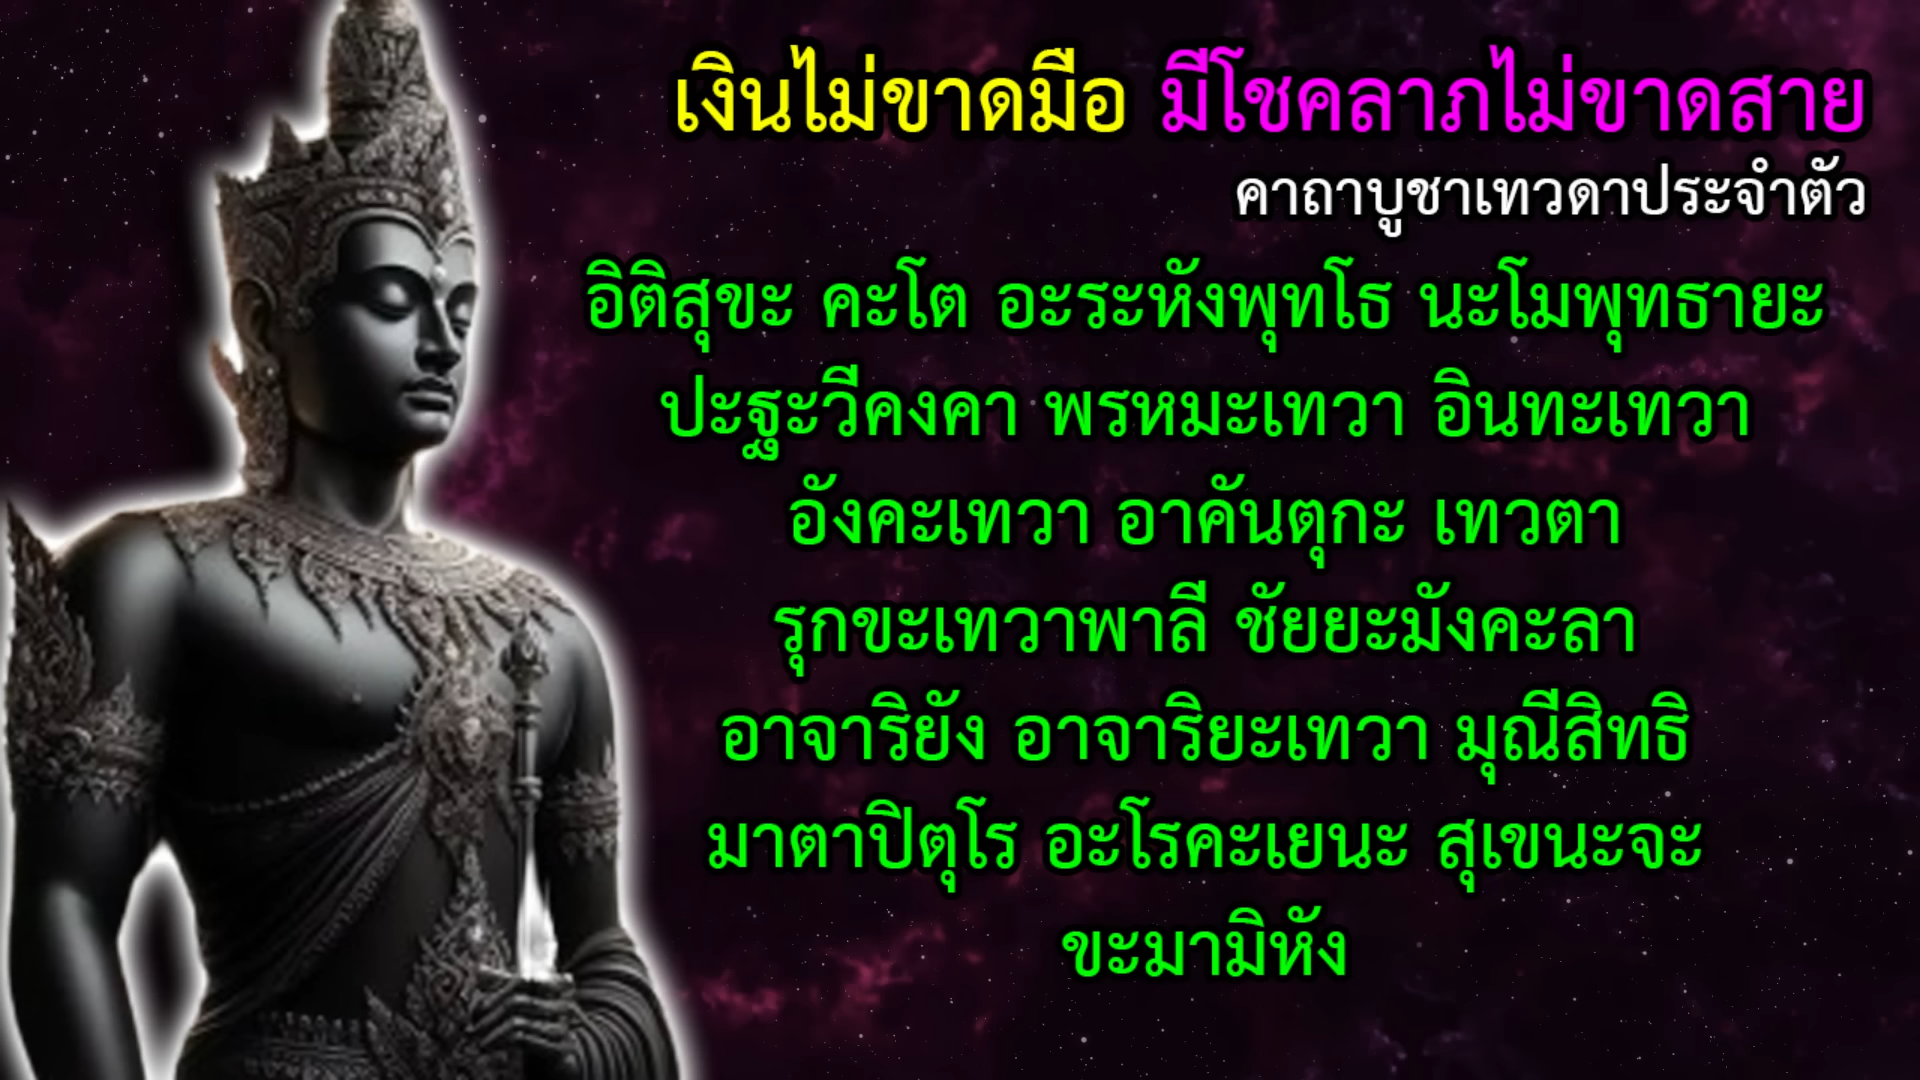 เงินไม่ขาดมือ มีโชคลาภไม่ขาดสาย
คาถาบูชาเทวดาประจำตัว
อิติสุขะ คะโต อะระหังพุทโธ นะโมพุทธายะ
ปะฐะวีคงคา พรหมะเทวา อินทะเทวา
อังคะเทวา อาคันตุกะ เทวตา
รุกขะเทวาพาลี ชัยยะมังคะลา
อาจาริยัง อาจาริยะเทวา มุณีสิทธิ
มาตาปิตุโร อะโรคะเยนะ สุเขนะจะ
ขะมามิหัง